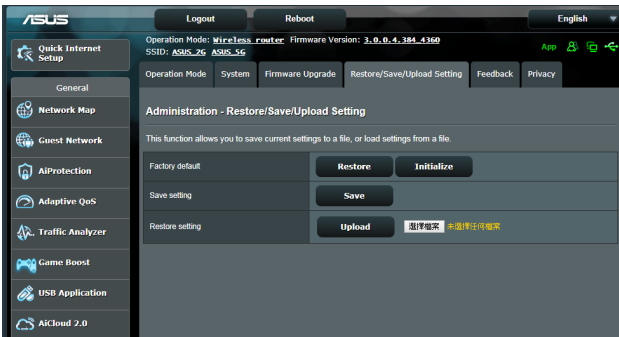 ASUS
Logout
Reboot
English
Operation Mode: Wireless router Firmware Version: 3.0.0.4.384_4360
SSID: ASUS_2G ASUS_5G
App
Quick Internet Setup
General
Network Map
Guest Network
AiProtection
Adaptive QoS
Traffic Analyzer
Game Boost
USB Application
AiCloud 2.0
Operation Mode
System
Firmware Upgrade
Restore/Save/Upload Setting
Feedback
Privacy
Administration - Restore/Save/Upload Setting
This function allows you to save current settings to a file, or load settings from a file.
Factory default
Restore
Initialize
Save setting
Save
Restore setting
Upload
選擇檔案 未選擇任何檔案